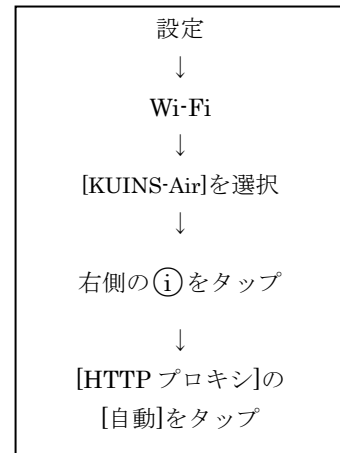 設定
↓
Wi-Fi
↓
[KUINS-Air]を選択
↓
右側のⓘをタップ
↓
[HTTP プロキシ]の
[自動]をタップ